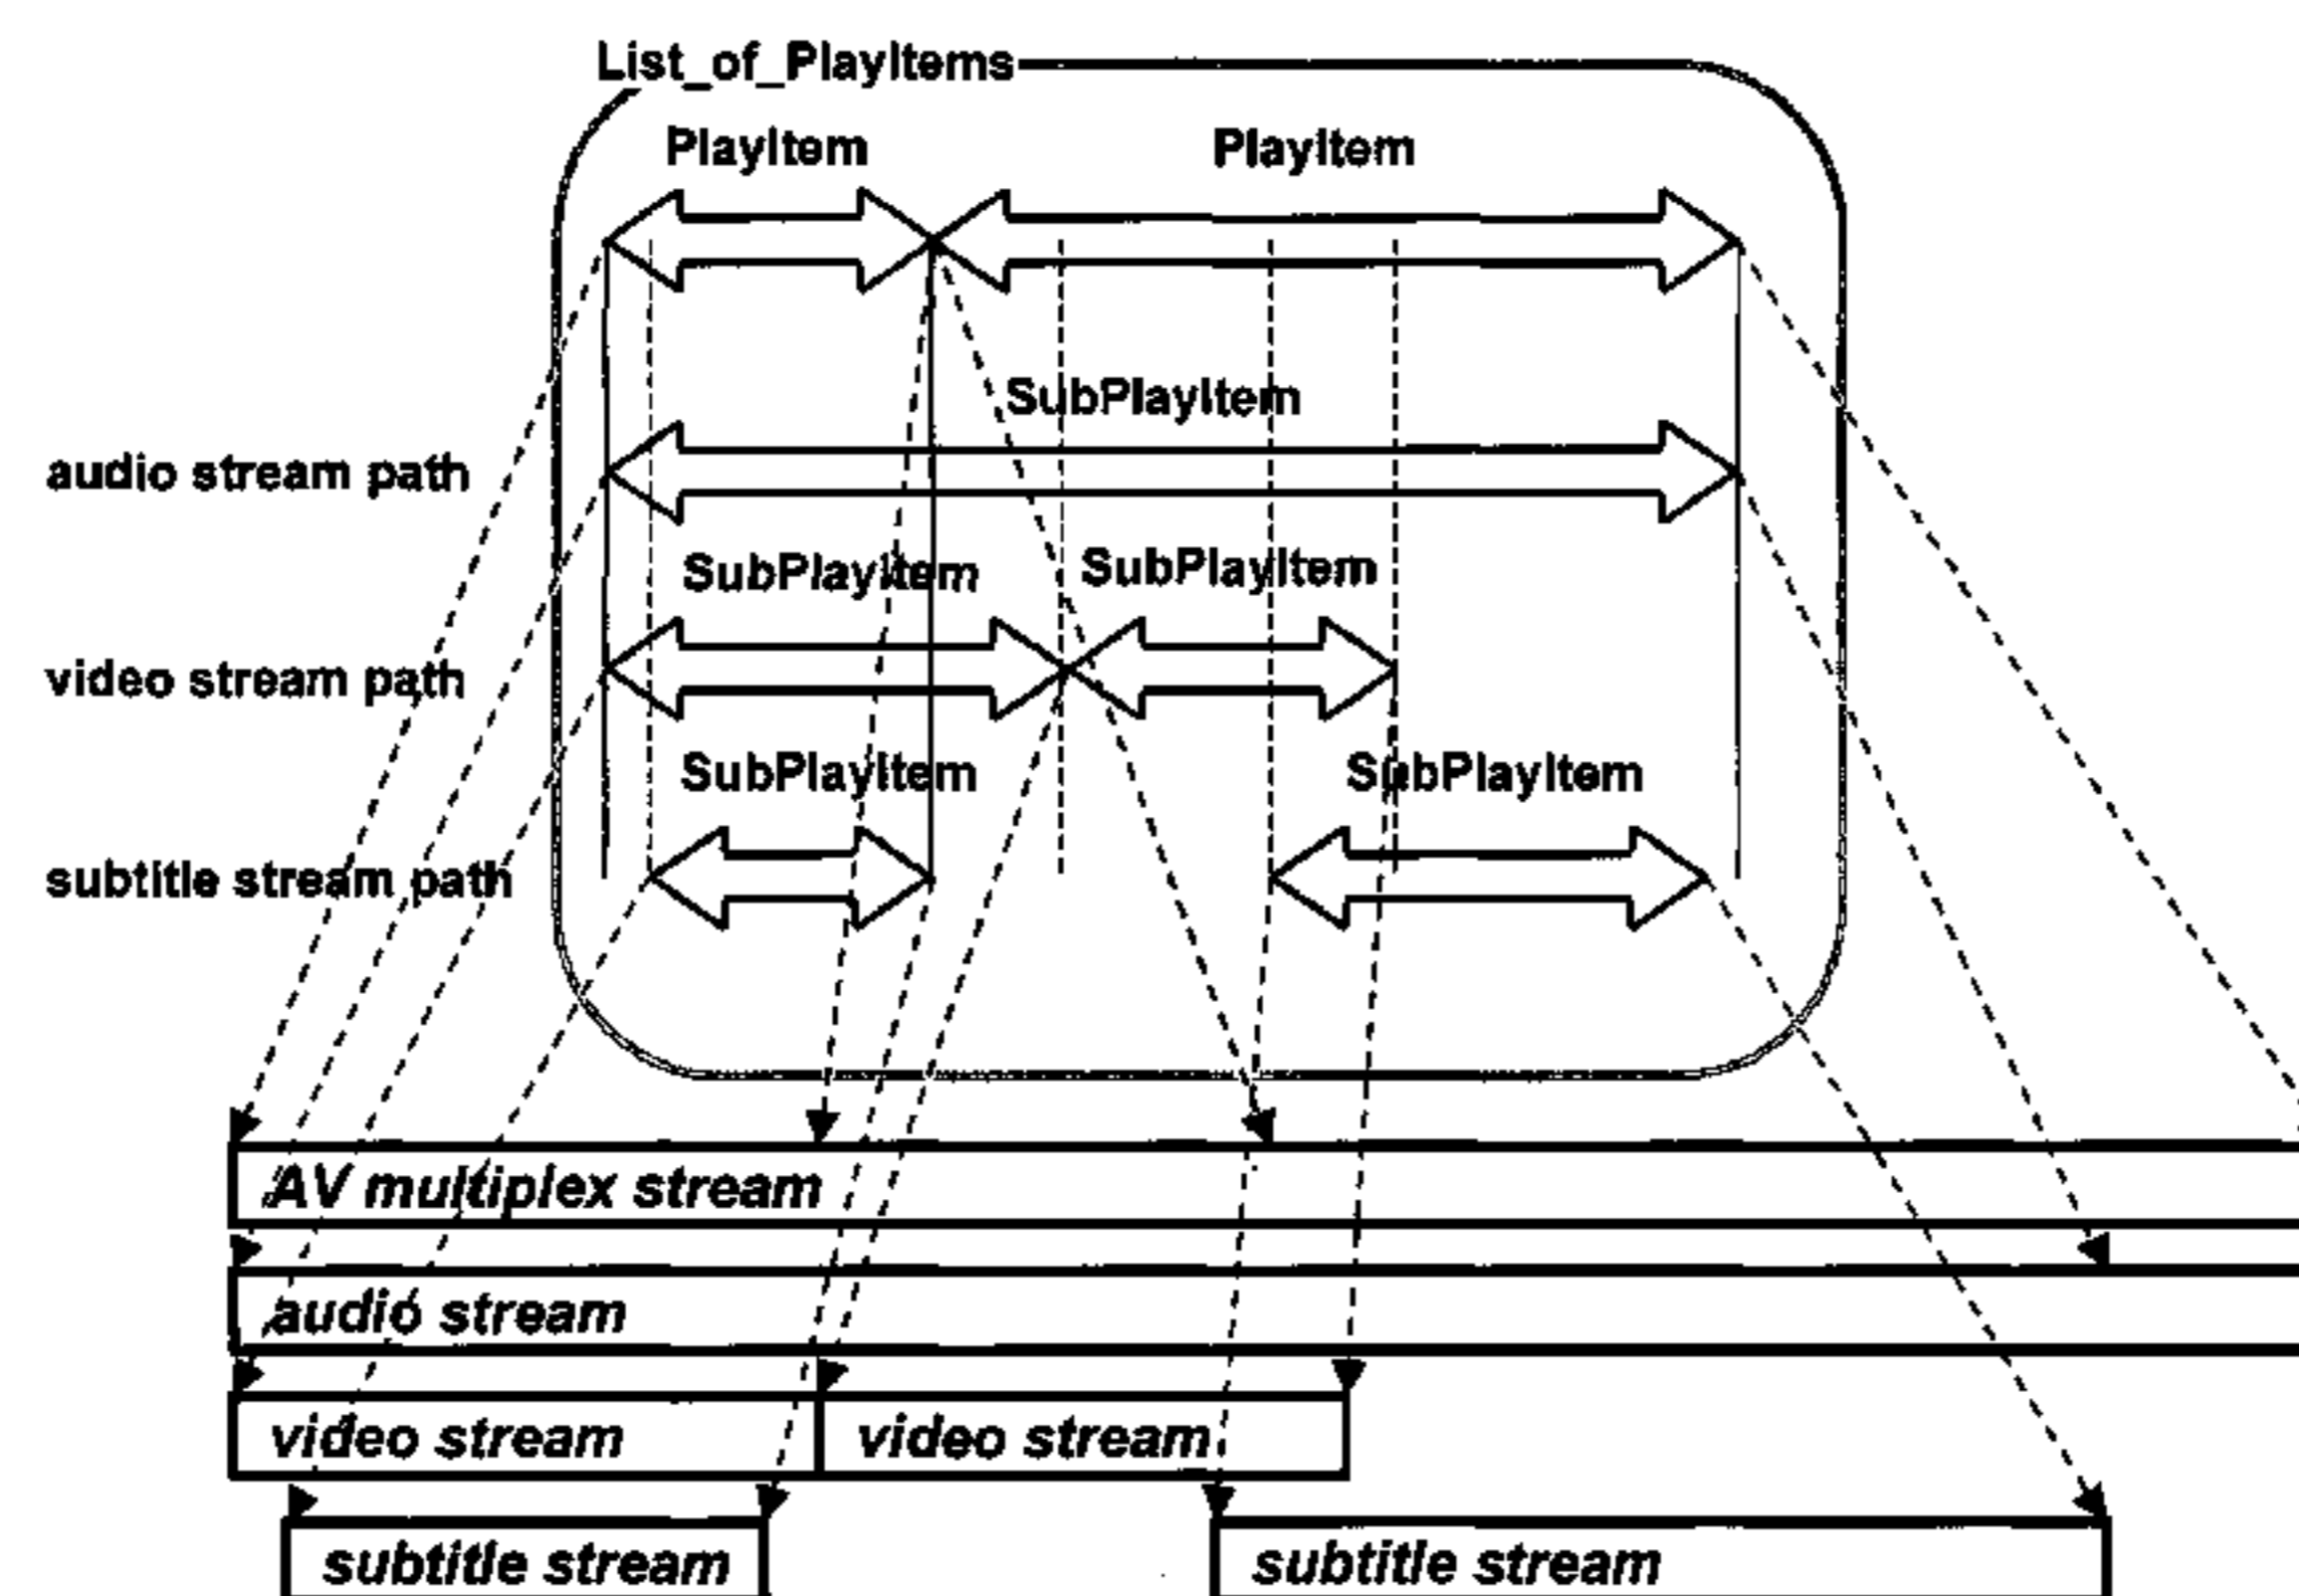 List_of_PlayItems
PlayItem PlayItem
SubPlayItem
audio stream path
SubPlayItem SubPlayItem
video stream path
SubPlayItem SubPlayItem
subtitle stream path
AV multiplex stream
audio stream
video stream video stream
subtitle stream subtitle stream